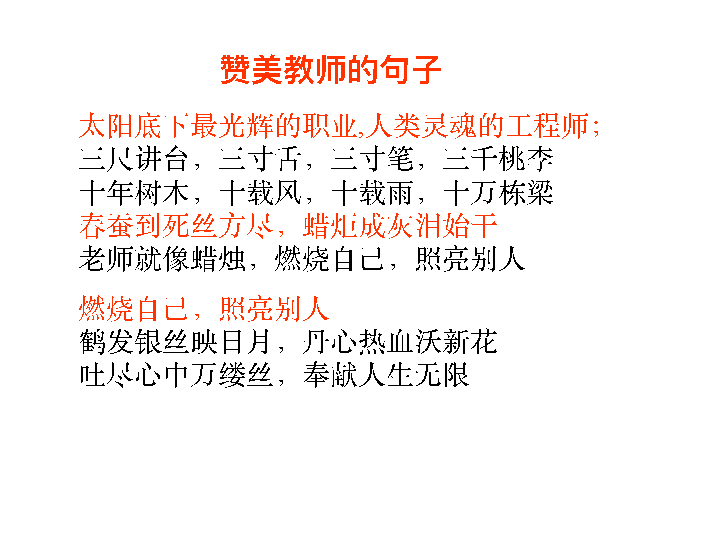 赞美教师的句子
太阳底下最光辉的职业,人类灵魂的工程师；
三尺讲台，三寸舌，三寸笔，三千桃李
十年树木，十载风，十载雨，十万栋梁
春蚕到死丝方尽，蜡炬成灰泪始干
老师就像蜡烛，燃烧自己，照亮别人
燃烧自己，照亮别人
鹤发银丝映日月，丹心热血沃新花
吐尽心中万缕丝，奉献人生无限